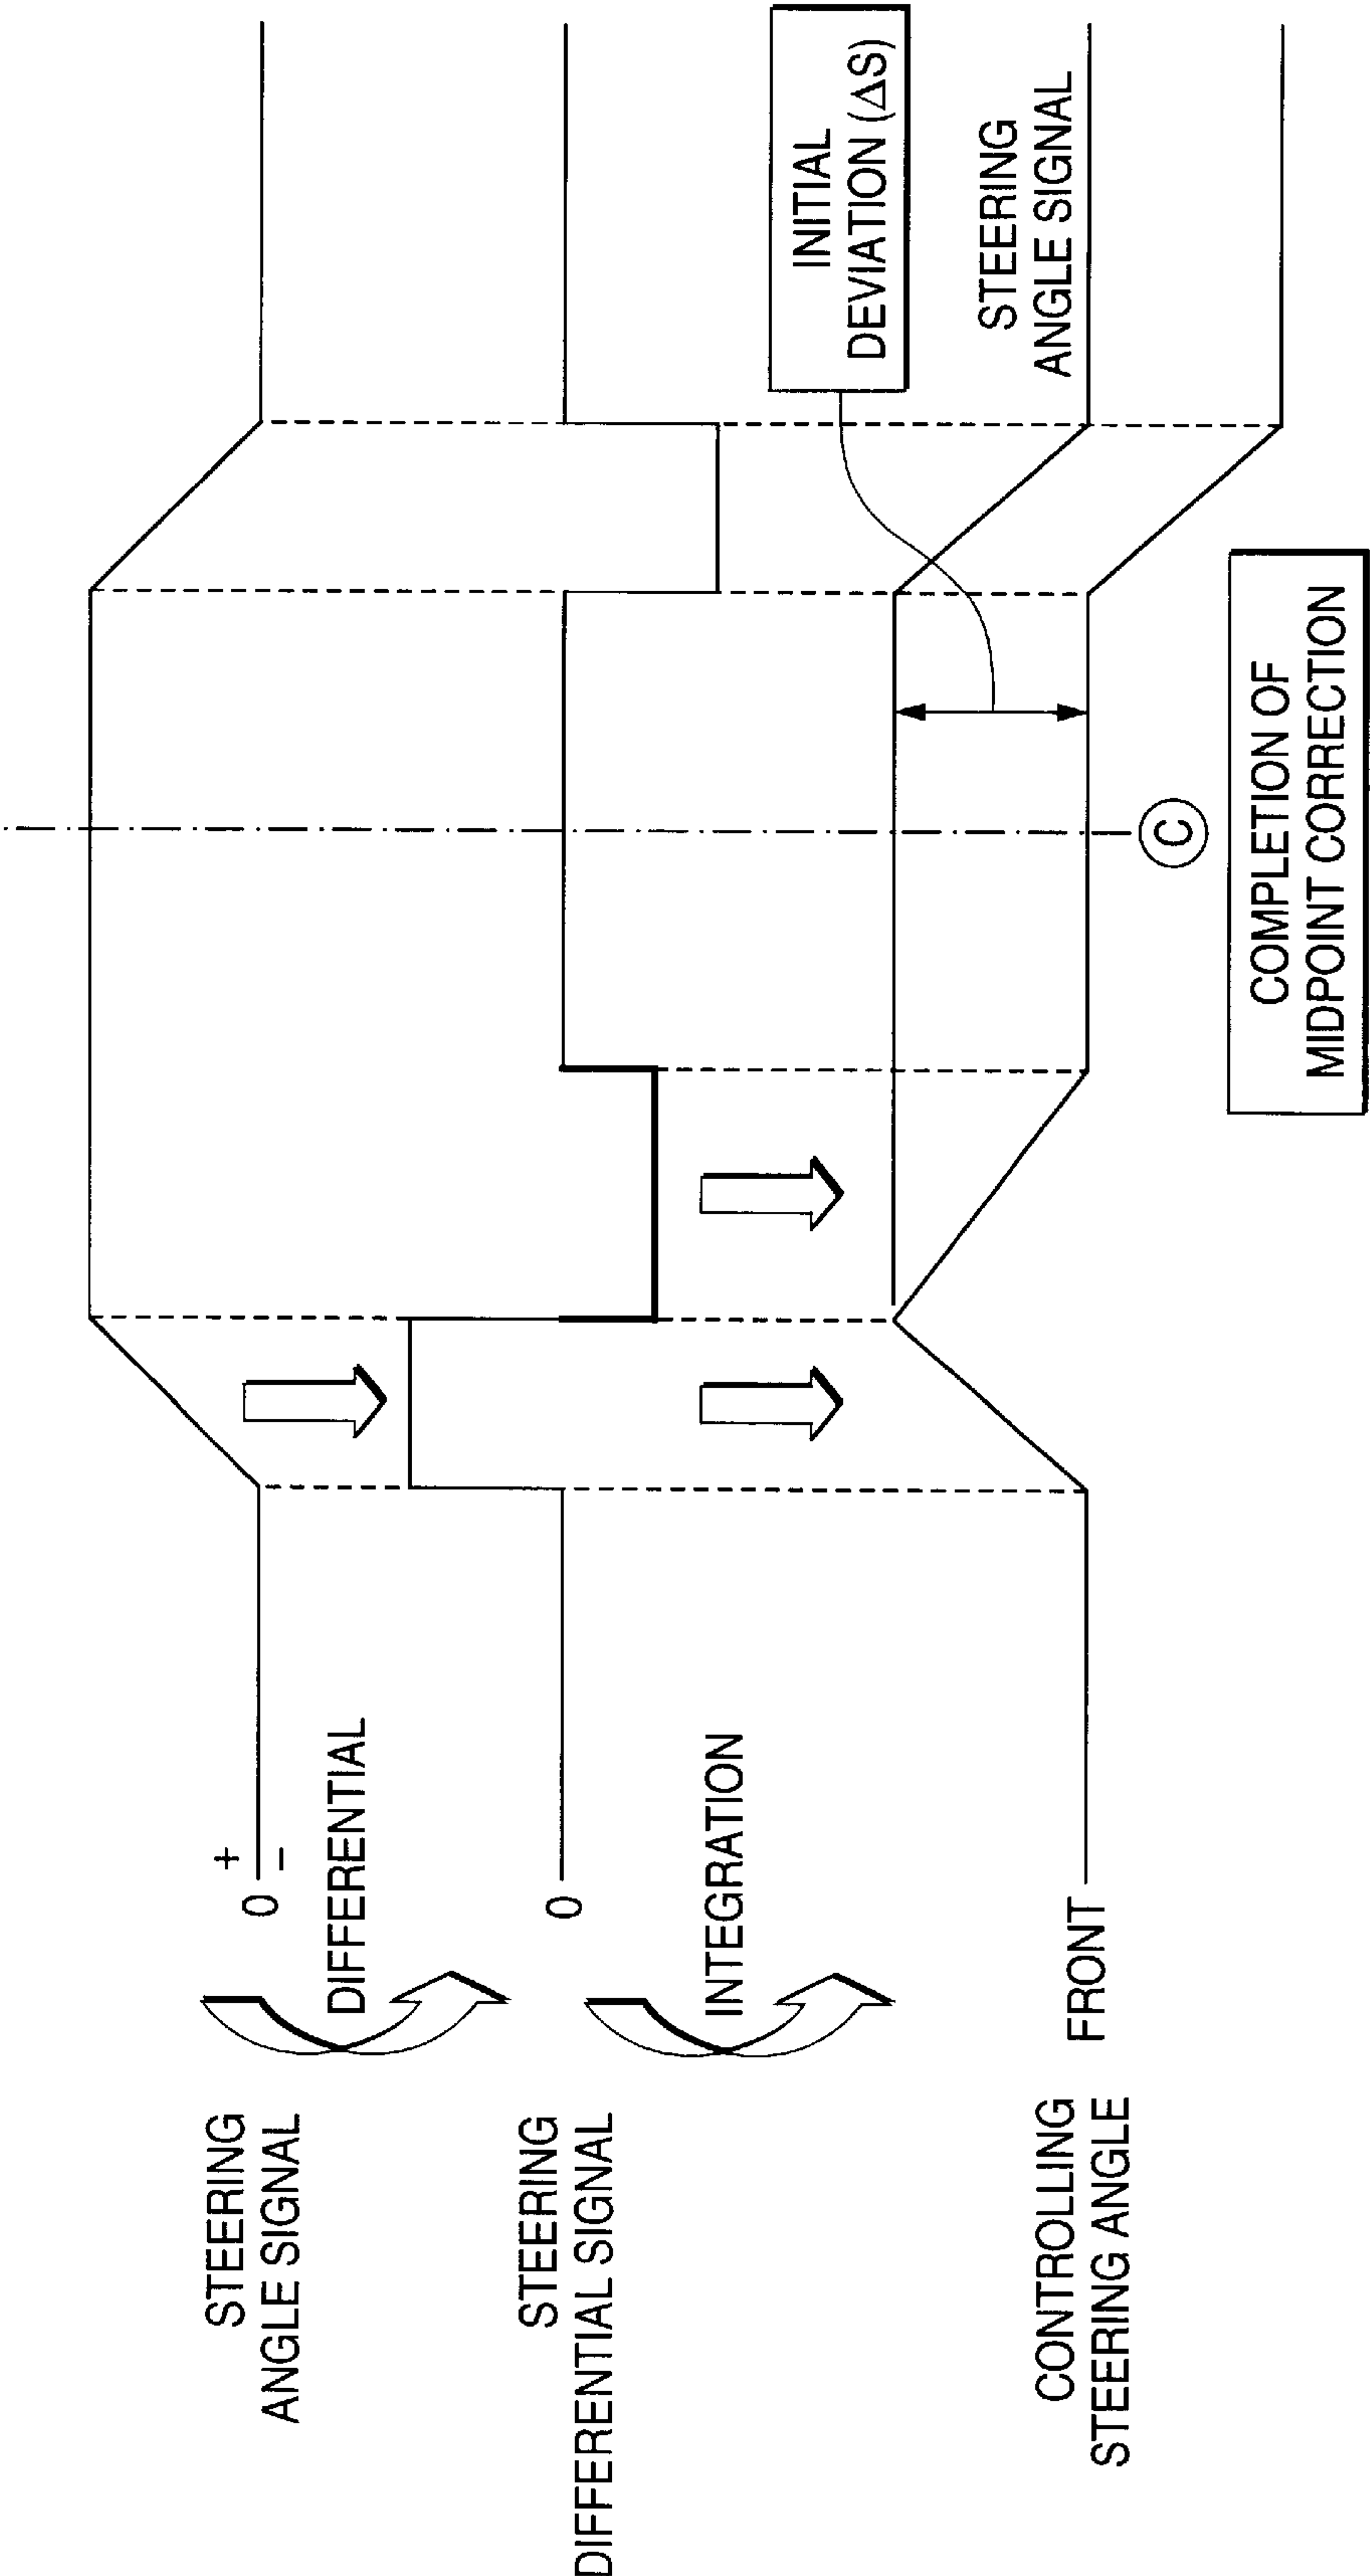 STEERING
ANGLE SIGNAL
0
+
−
DIFFERENTIAL
STEERING
DIFFERENTIAL SIGNAL
0
INTEGRATION
CONTROLLING
STEERING ANGLE
FRONT
INITIAL
DEVIATION (ΔS)
STEERING
ANGLE SIGNAL
C
COMPLETION OF
MIDPOINT CORRECTION